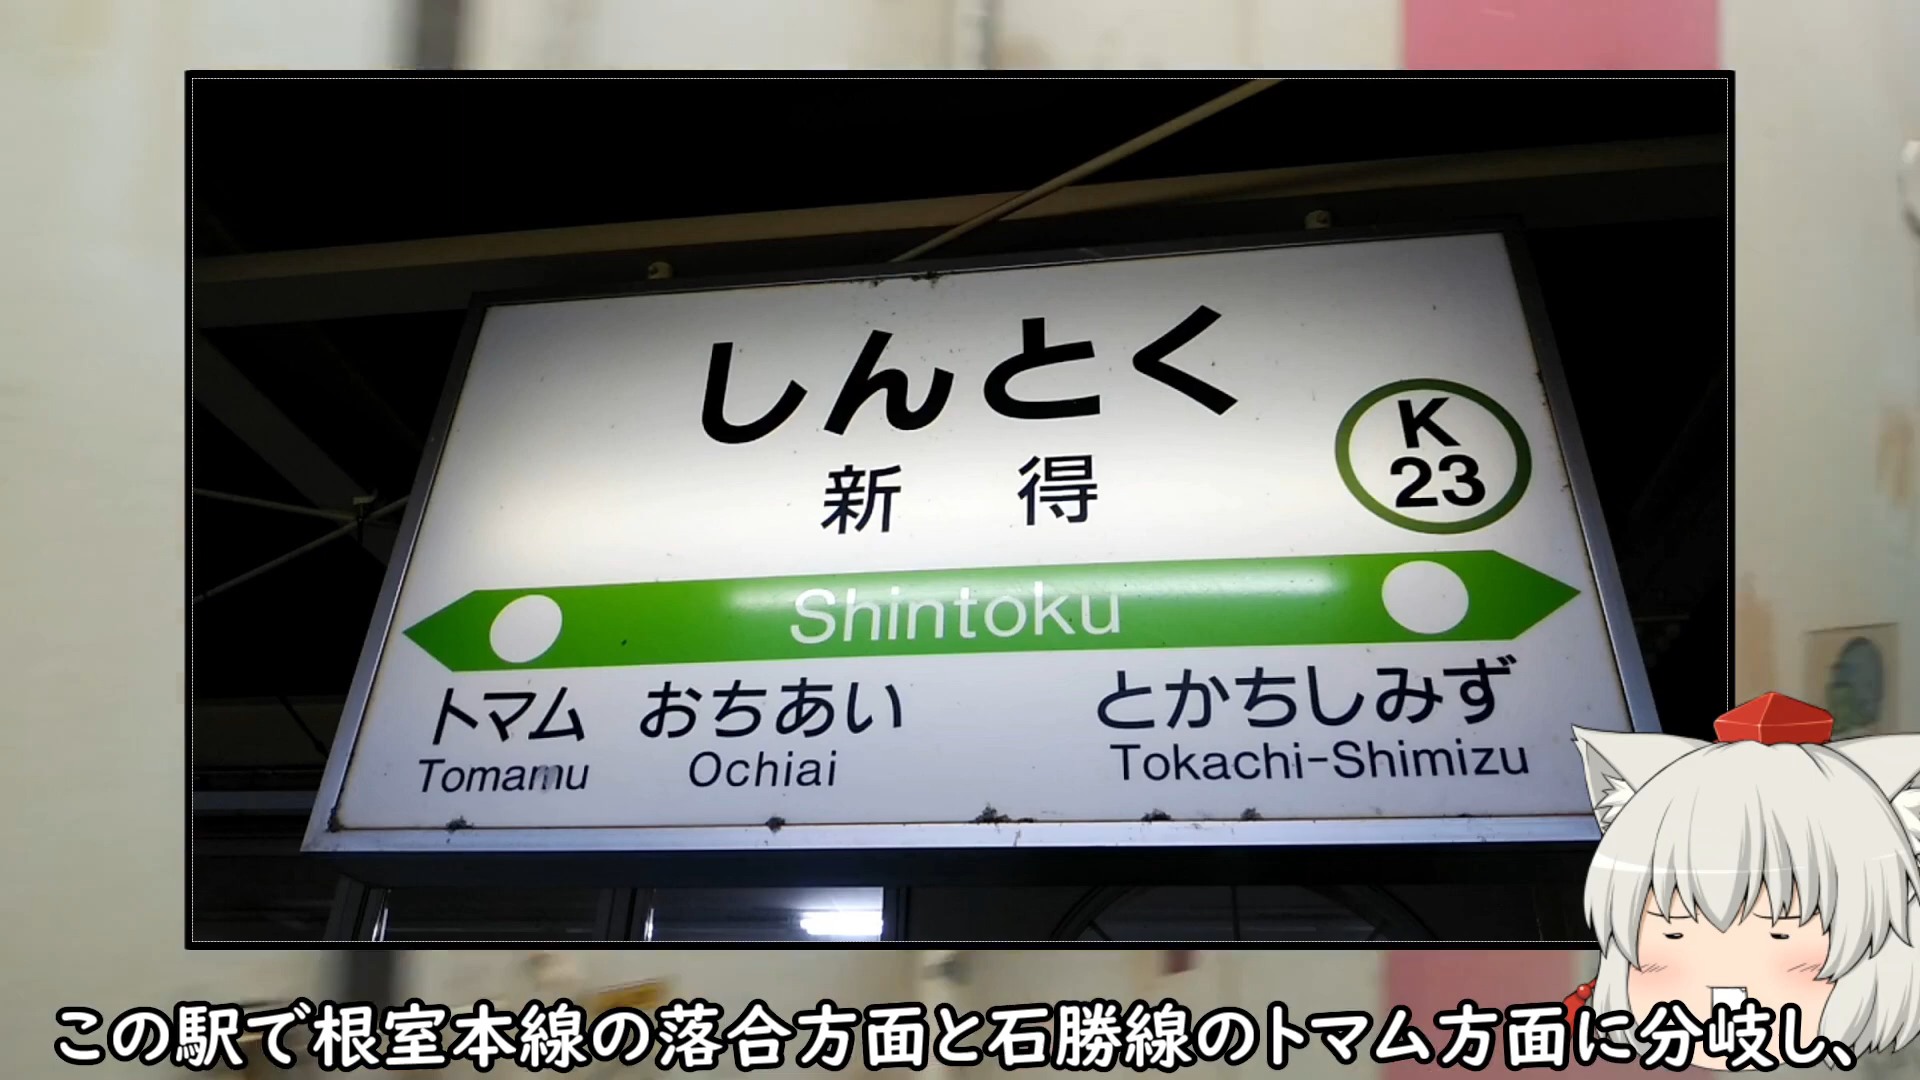 しんとく
新得
K
23
Shintoku
トマム おちあい とかちしみず
Tomamu Ochiai Tokachi-Shimizu
この駅で根室本線の落合方面と石勝線のトマム方面に分岐し、